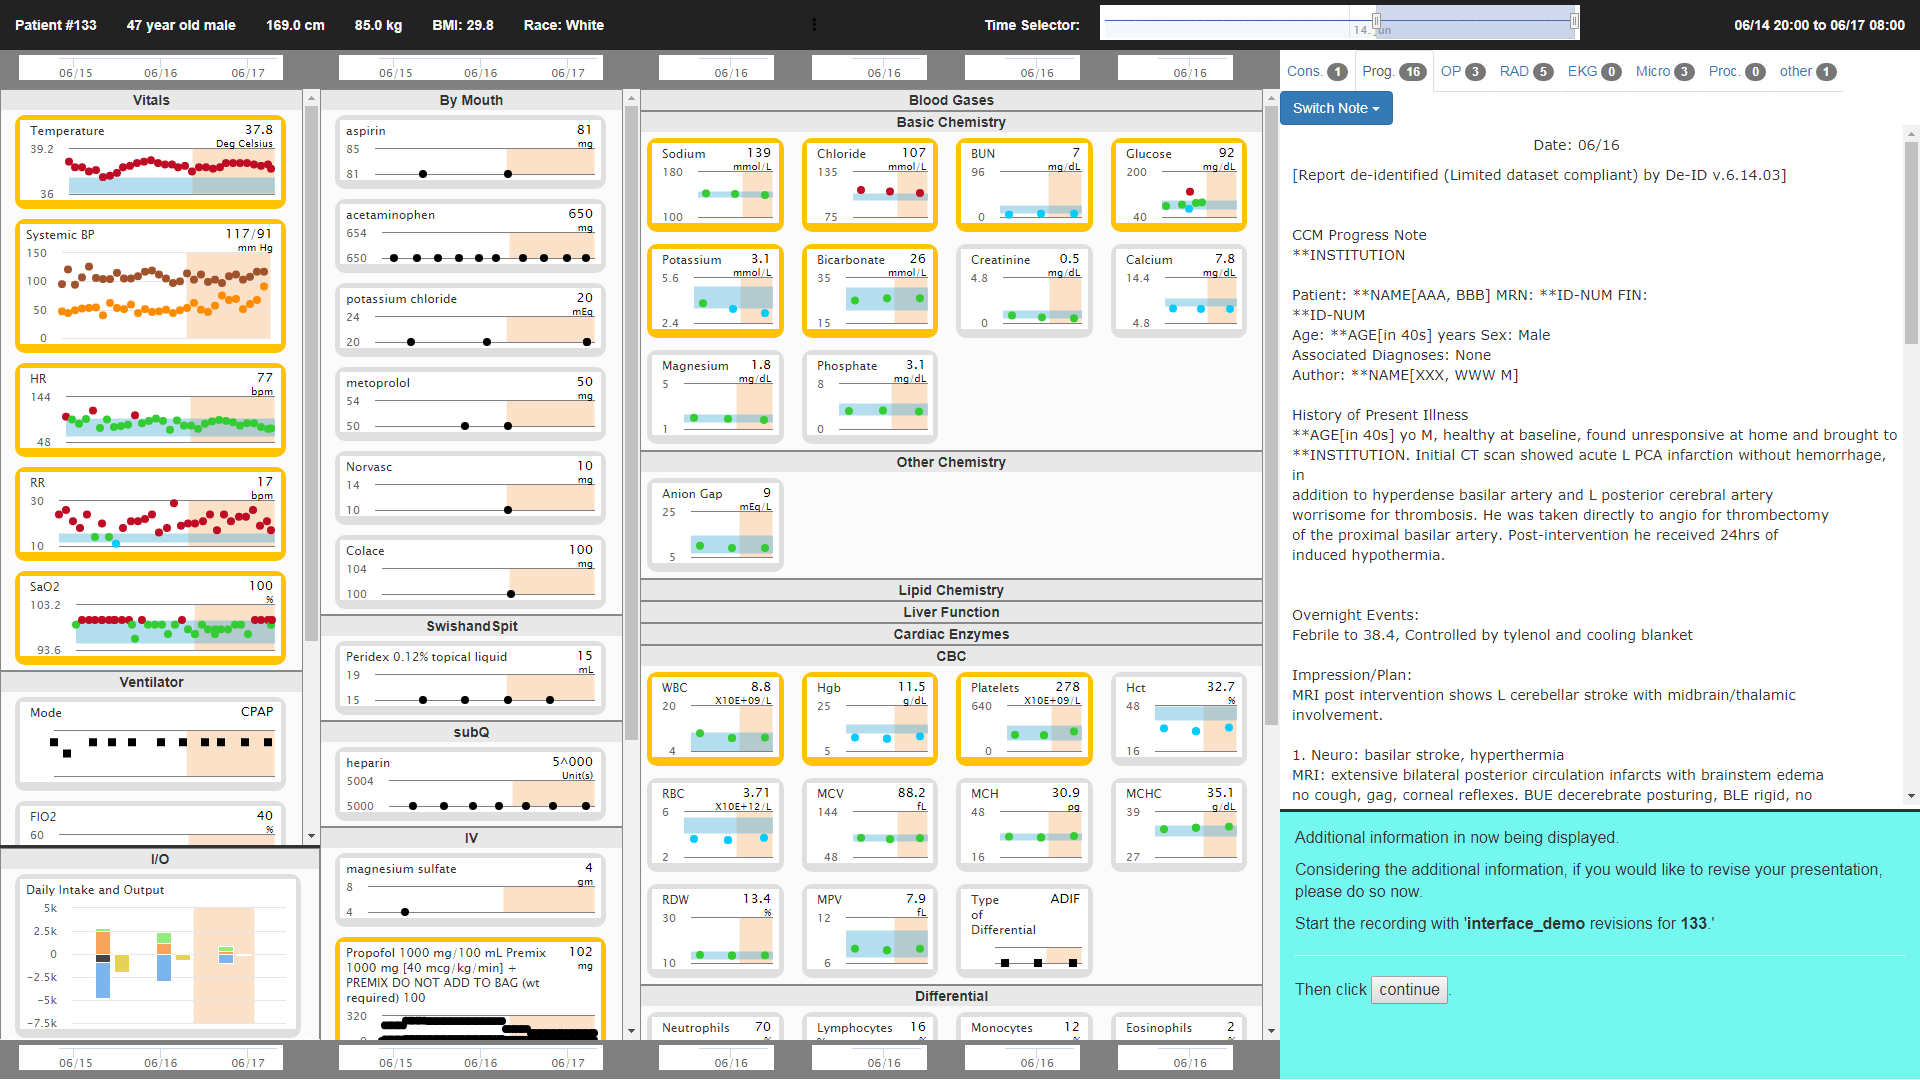 Patient #133 47 year old male 169.0 cm 85.0 kg BMI: 29.8 Race: White Time Selector: 14. Jun 06/14 20:00 to 06/17 08:00
06/15 06/16 06/17
06/15 06/16 06/17
06/16 06/16 06/16
Vitals
Temperature 37.8
Deg Celsius
39.2
36
Systemic BP 117/91
mm Hg
150
100
50
0
HR 77
bpm
144
48
RR 17
bpm
30
10
SaO2 100
%
103.2
93.6
Ventilator
Mode CPAP
FIO2 40
%
60
I/O
Daily Intake and Output
5k
2.5k
0
−2.5k
−5k
−7.5k
06/15 06/16 06/17
By Mouth
aspirin 81
mg
85
81
acetaminophen 650
mg
654
650
potassium chloride 20
mEq
24
20
metoprolol 50
mg
54
50
Norvasc 10
mg
14
10
Colace 100
mg
104
100
SwishandSpit
Peridex 0.12% topical liquid 15
mL
19
15
subQ
heparin 5^000
Unit(s)
5004
5000
IV
magnesium sulfate 4
gm
8
4
Propofol 1000 mg/100 mL Premix 102
1000 mg [40 mcg/kg/min] + mg
PREMIX DO NOT ADD TO BAG (wt
required) 100
320
06/15 06/16 06/17
Blood Gases
Basic Chemistry
Sodium 139
mmol/L
180
100
Chloride 107
mmol/L
135
75
BUN 7
mg/dL
96
0
Glucose 92
mg/dL
200
40
Potassium 3.1
mmol/L
5.6
2.4
Bicarbonate 26
mmol/L
35
15
Creatinine 0.5
mg/dL
4.8
0
Calcium 7.8
mg/dL
14.4
4.8
Magnesium 1.8
mg/dL
5
1
Phosphate 3.1
mg/dL
8
0
Other Chemistry
Anion Gap 9
mEq/L
25
5
Lipid Chemistry
Liver Function
Cardiac Enzymes
CBC
WBC 8.8
X10E+09/L
20
4
Hgb 11.5
g/dL
25
5
Platelets 278
X10E+09/L
640
0
Hct 32.7
%
48
16
RBC 3.71
X10E+12/L
6
2
MCV 88.2
fL
144
48
MCH 30.9
pg
48
16
MCHC 35.1
g/dL
39
27
RDW 13.4
%
30
10
MPV 7.9
fL
12
6
Type ADIF
of
Differential
Differential
Neutrophils 70
%
Lymphocytes 16
%
Monocytes 12
%
Eosinophils 2
%
06/16 06/16 06/16
Cons. 1 Prog. 16 OP 3 RAD 5 EKG 0 Micro 3 Proc. 0 other 1
Switch Note
Date: 06/16
[Report de-identified (Limited dataset compliant) by De-ID v.6.14.03]
CCM Progress Note
**INSTITUTION
Patient: **NAME[AAA, BBB] MRN: **ID-NUM FIN:
**ID-NUM
Age: **AGE[in 40s] years Sex: Male
Associated Diagnoses: None
Author: **NAME[XXX, WWW M]
History of Present Illness
**AGE[in 40s] yo M, healthy at baseline, found unresponsive at home and brought to
**INSTITUTION. Initial CT scan showed acute L PCA infarction without hemorrhage,
in
addition to hyperdense basilar artery and L posterior cerebral artery
worrisome for thrombosis. He was taken directly to angio for thrombectomy
of the proximal basilar artery. Post-intervention he received 24hrs of
induced hypothermia.
Overnight Events:
Febrile to 38.4, Controlled by tylenol and cooling blanket
Impression/Plan:
MRI post intervention shows L cerebellar stroke with midbrain/thalamic
involvement.
1. Neuro: basilar stroke, hyperthermia
MRI: extensive bilateral posterior circulation infarcts with brainstem edema
no cough, gag, corneal reflexes. BUE decerebrate posturing, BLE rigid, no
Additional information in now being displayed.
Considering the additional information, if you would like to revise your presentation,
please do so now.
Start the recording with 'interface_demo revisions for 133.'
Then click continue.